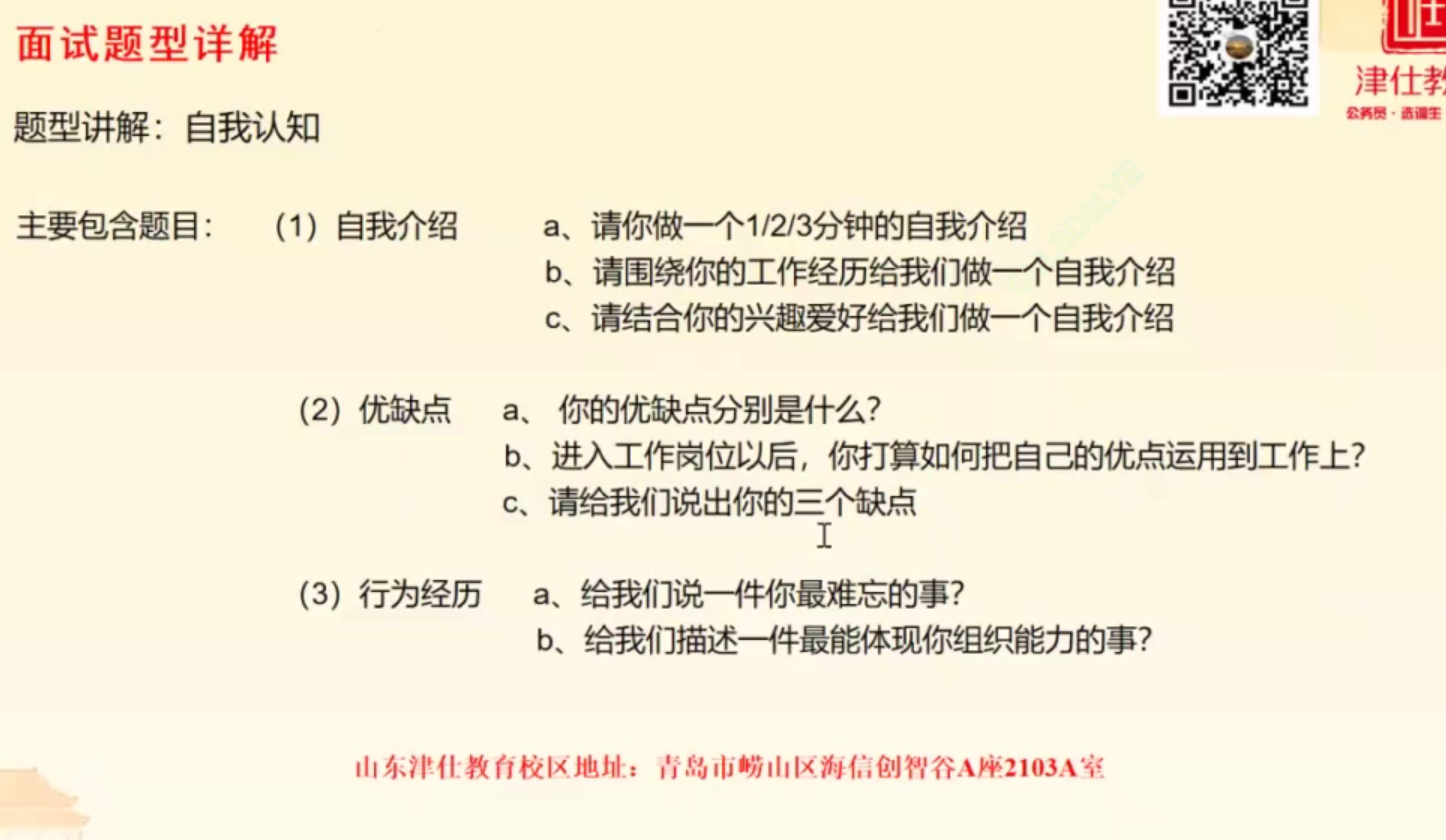 面试题型详解
津仕教
公务员·选调生
题型讲解：自我认知
主要包含题目： （1）自我介绍 a、请你做一个1/2/3分钟的自我介绍
b、请围绕你的工作经历给我们做一个自我介绍
c、请结合你的兴趣爱好给我们做一个自我介绍
（2）优缺点 a、 你的优缺点分别是什么？
b、进入工作岗位以后，你打算如何把自己的优点运用到工作上？
c、请给我们说出你的三个缺点
（3）行为经历 a、给我们说一件你最难忘的事？
b、给我们描述一件最能体现你组织能力的事？
山东津仕教育校区地址：青岛市崂山区海信创智谷A座2103A室